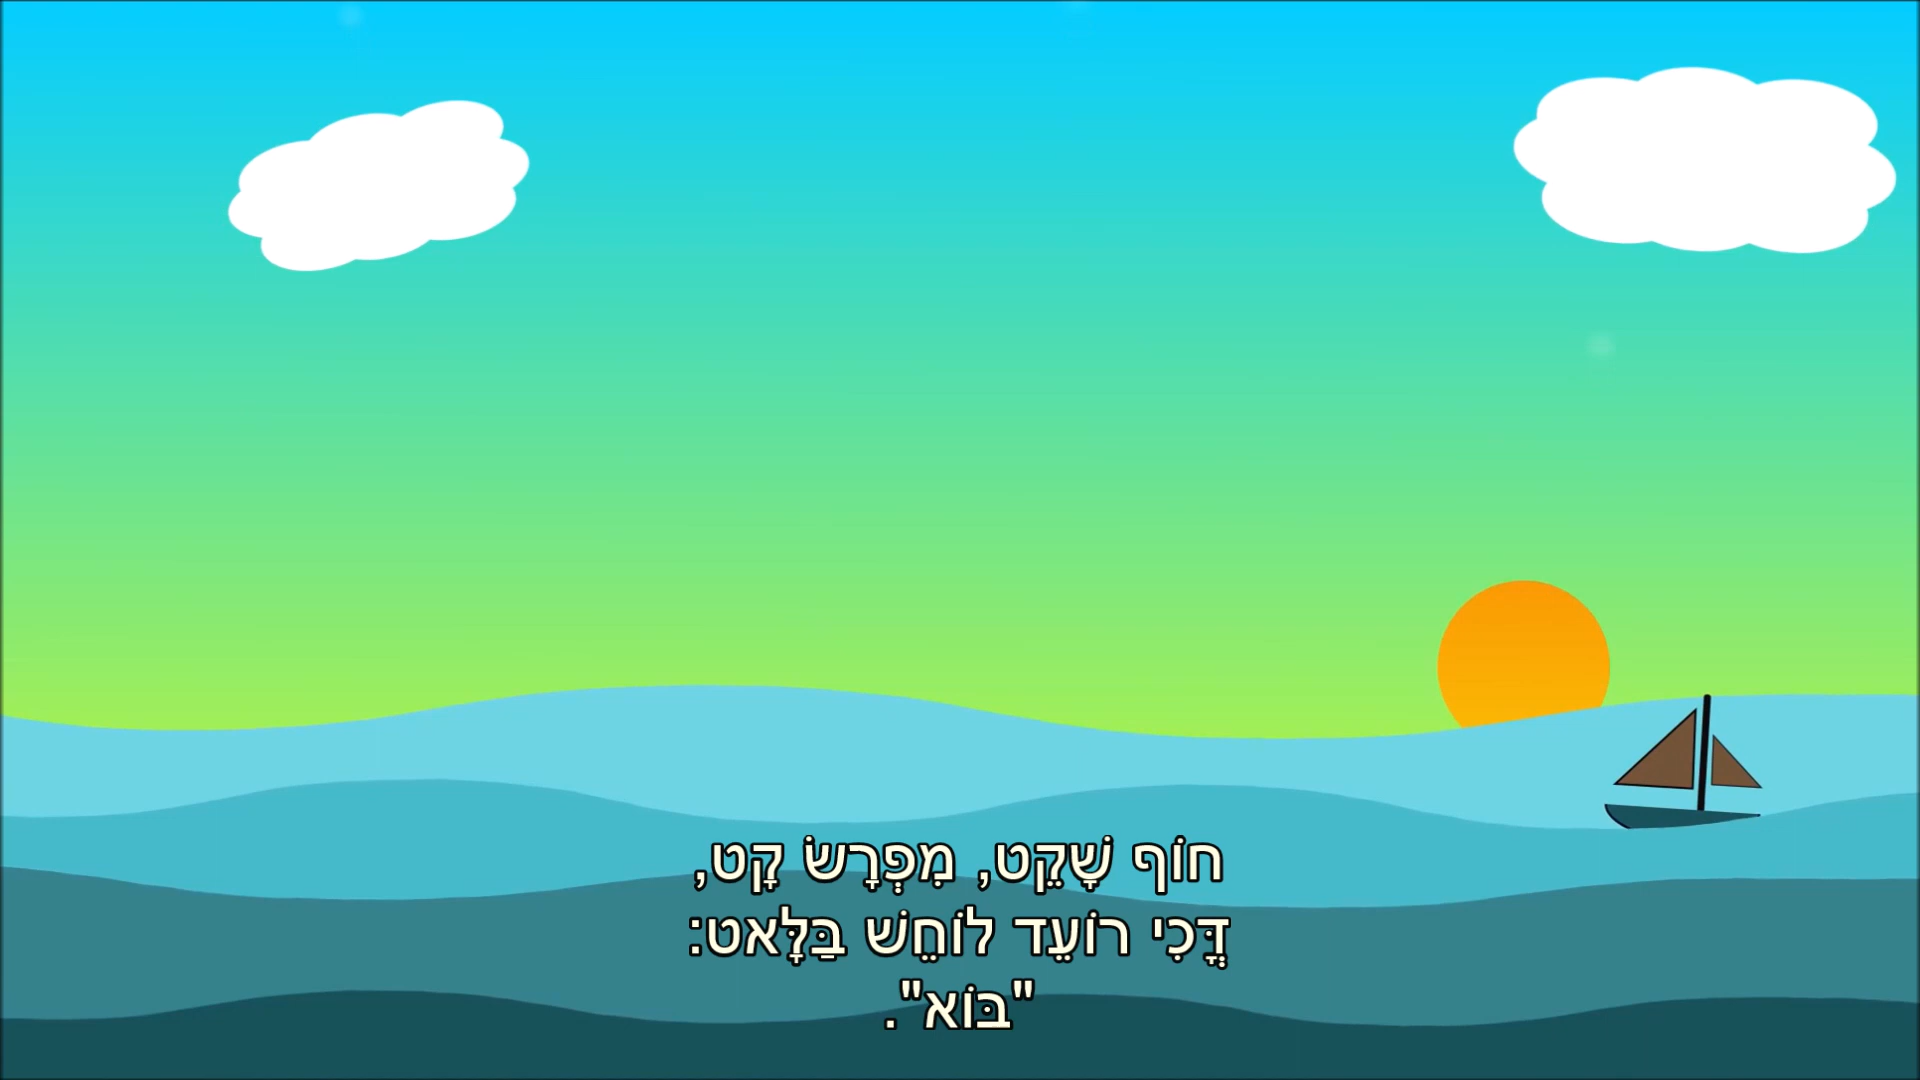 חוֹף שָׁקֵט, מִפְרָשׂ קָט,
דֳּכִי רוֹעֵד לוֹחֵשׁ בַּלָּאט:
"בּוֹא".